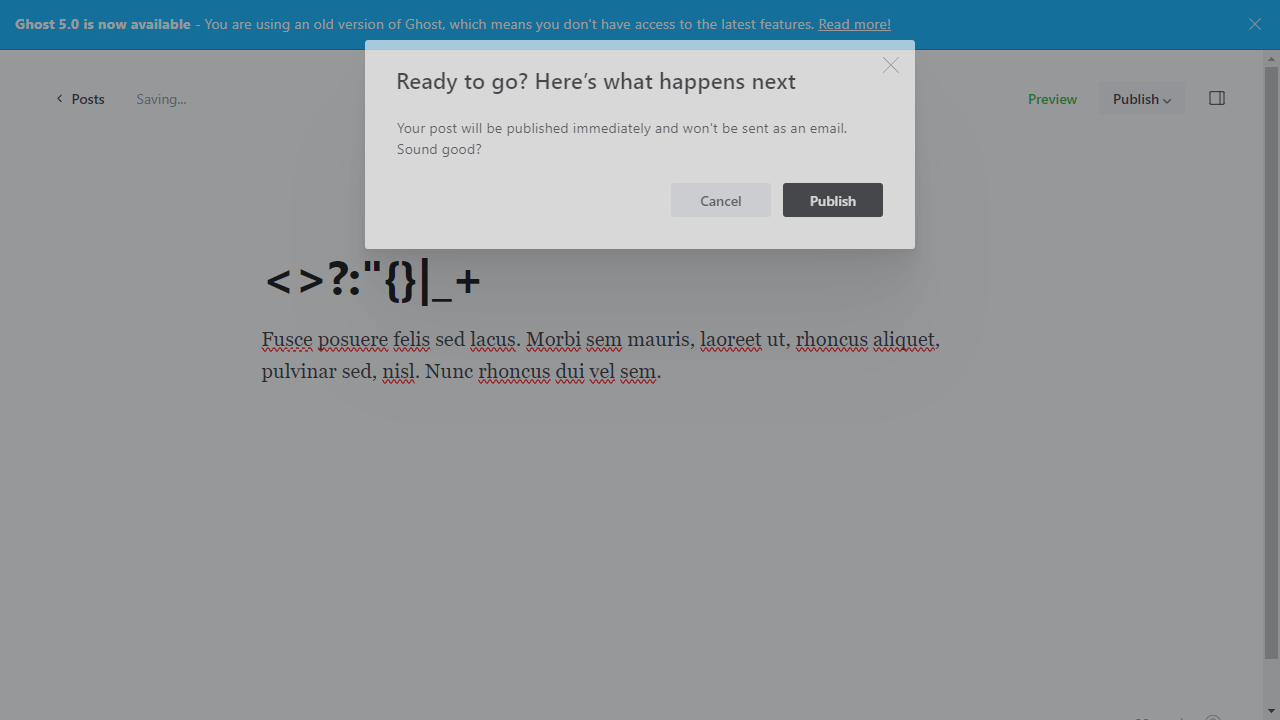 Ghost 5.0 is now available - You are using an old version of Ghost, which means you don't have access to the latest features. Read more!
Ready to go? Here's what happens next
Posts
Saving...
Preview
Publish
Your post will be published immediately and won't be sent as an email.
Sound good?
Cancel
Publish
<>?:"{}|_+
Fusce posuere felis sed lacus. Morbi sem mauris, laoreet ut, rhoncus aliquet,
pulvinar sed, nisl. Nunc rhoncus dui vel sem.